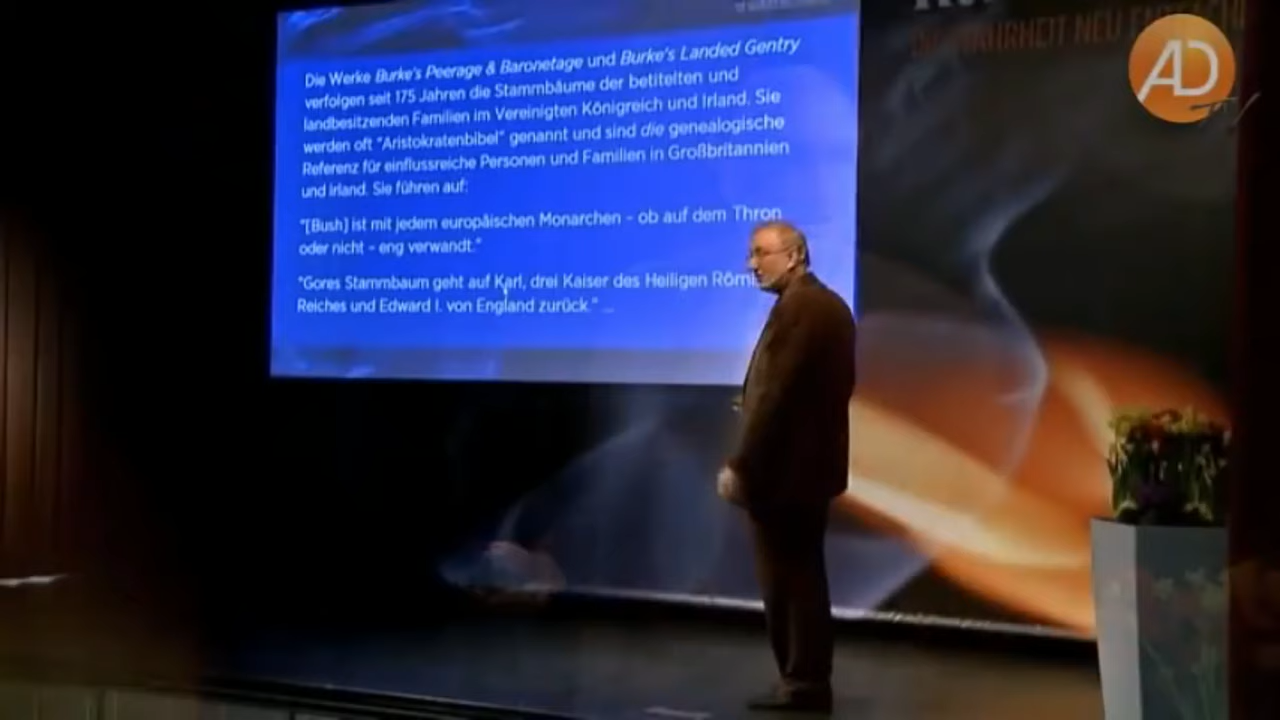 Die Werke Burke's Peerage & Baronetage und Burke's Landed Gentry
verfolgen seit 175 Jahren die Stammbäume der betitelten und
landbesitzenden Familien im Vereinigten Königreich und Irland. Sie
werden oft "Aristokratenbibel" genannt und sind die genealogische
Referenz für einflussreiche Personen und Familien in Großbritannien
und Irland. Sie führen auf:
"[Bush] ist mit jedem europäischen Monarchen - ob auf dem Thron
oder nicht - eng verwandt."
"Gores Stammbaum geht auf Karl, drei Kaiser des Heiligen Römi
Reiches und Edward I. von England zurück." ...
WAHRHEIT NEU
AD
TV